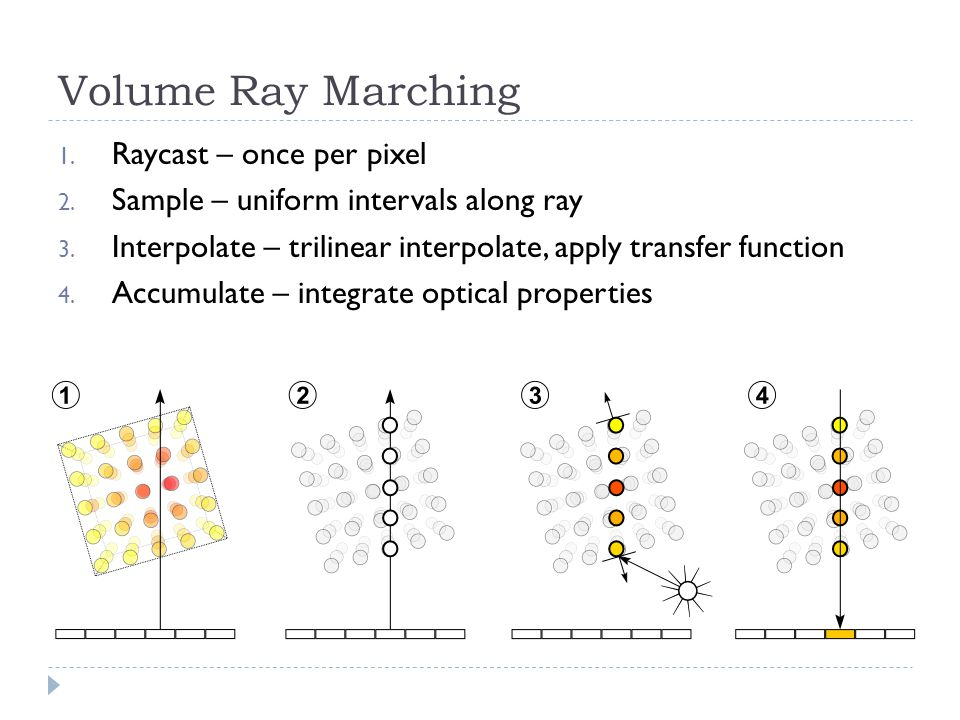 Volume Ray Marching
1. Raycast – once per pixel
2. Sample – uniform intervals along ray
3. Interpolate – trilinear interpolate, apply transfer function
4. Accumulate – integrate optical properties
1 2 3 4